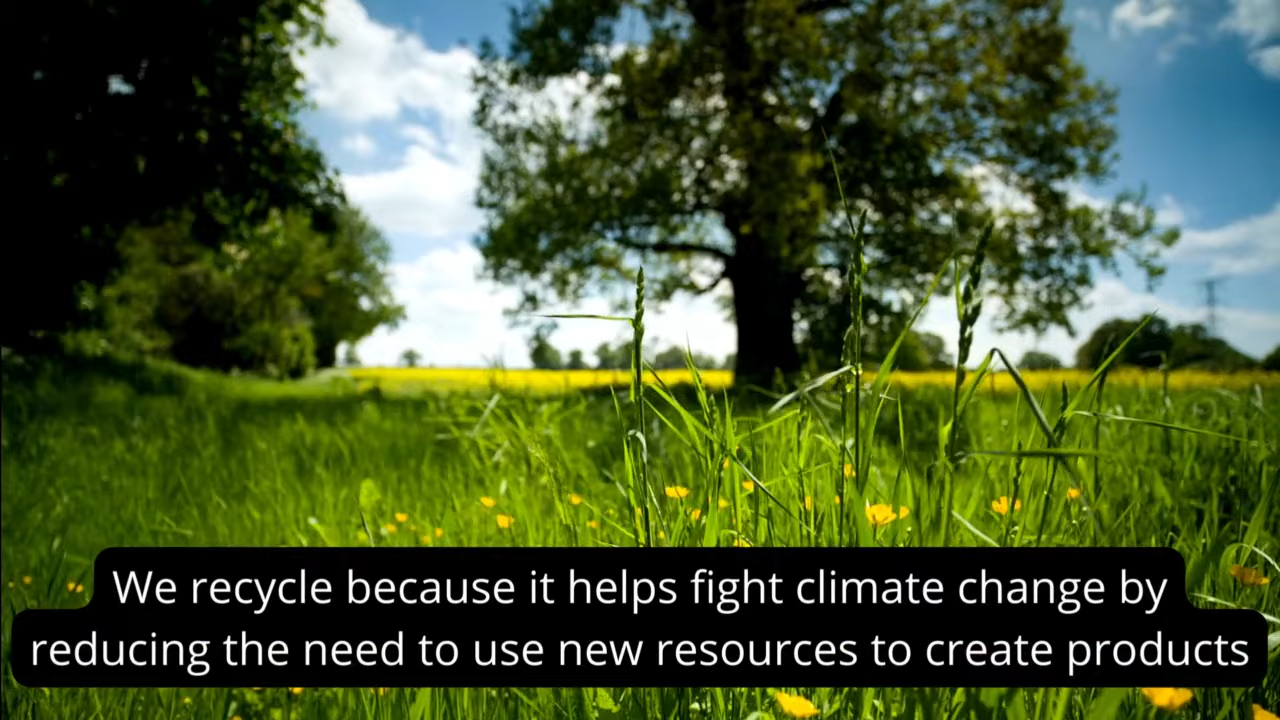 We recycle because it helps fight climate change by
reducing the need to use new resources to create products